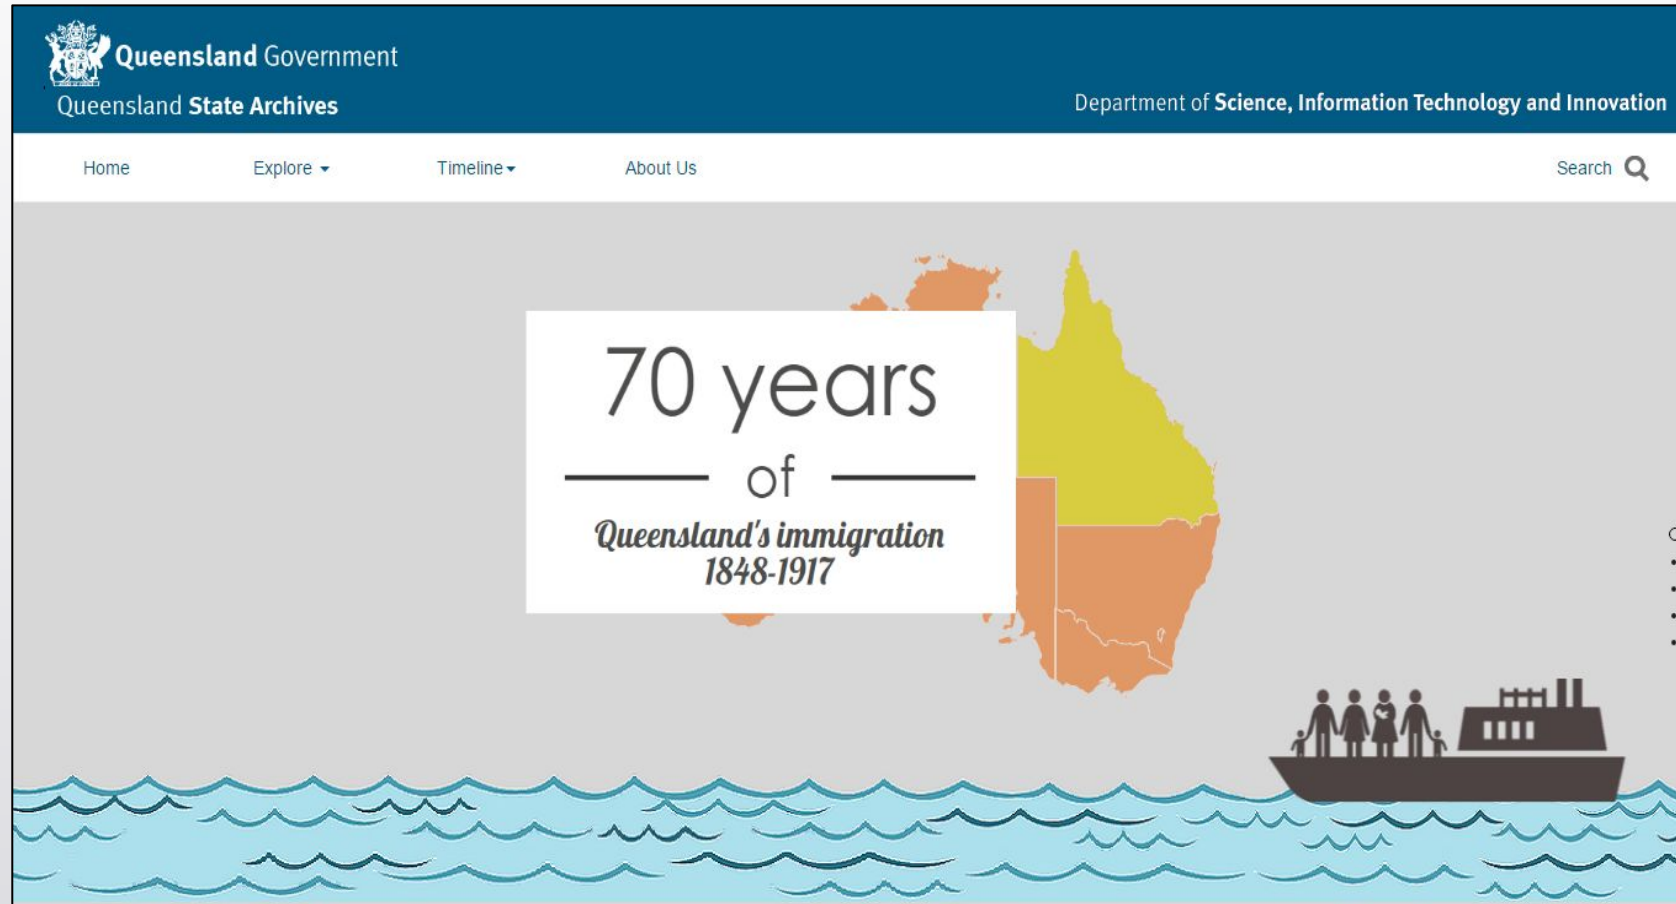 Queensland Government
Queensland State Archives
Department of Science, Information Technology and Innovation
Home
Explore
Timeline
About Us
Search
70 years
of
Queensland's immigration
1848-1917